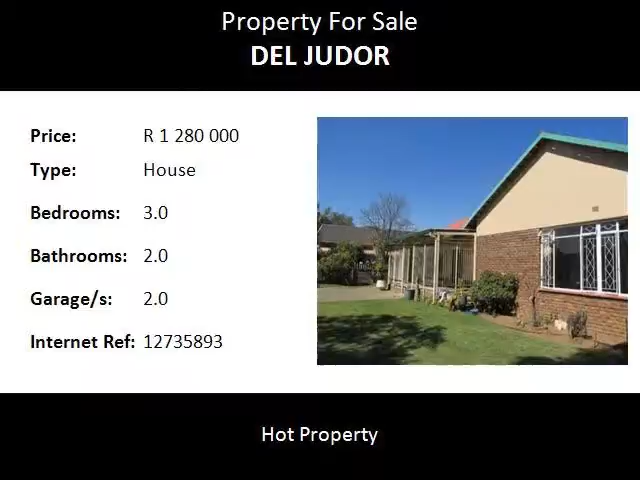 Property For Sale
DEL JUDOR
Price: R 1 280 000
Type: House
Bedrooms: 3.0
Bathrooms: 2.0
Garage/s: 2.0
Internet Ref: 12735893
Hot Property